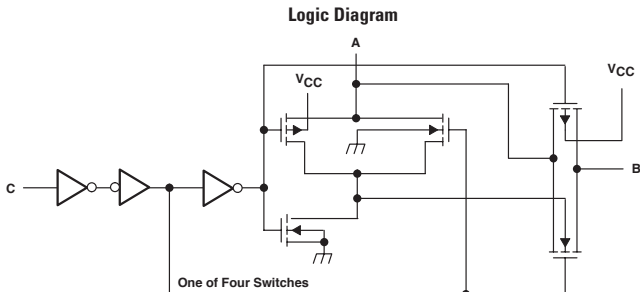 Logic Diagram
A
VCC
VCC
C
B
One of Four Switches